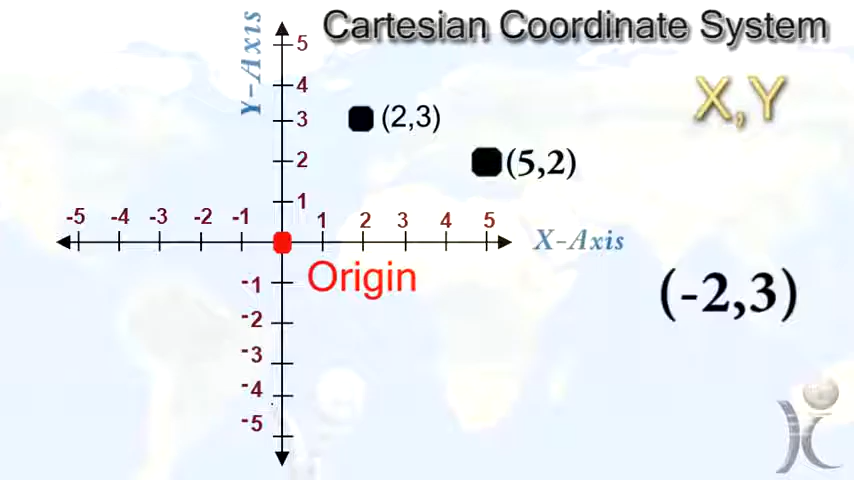 Cartesian Coordinate System
Y-Axis
X,Y
5
4
3
(2,3)
2
(5,2)
1
-5 -4 -3 -2 -1 1 2 3 4 5
X-Axis
Origin
-1
(-2,3)
-2
-3
-4
-5